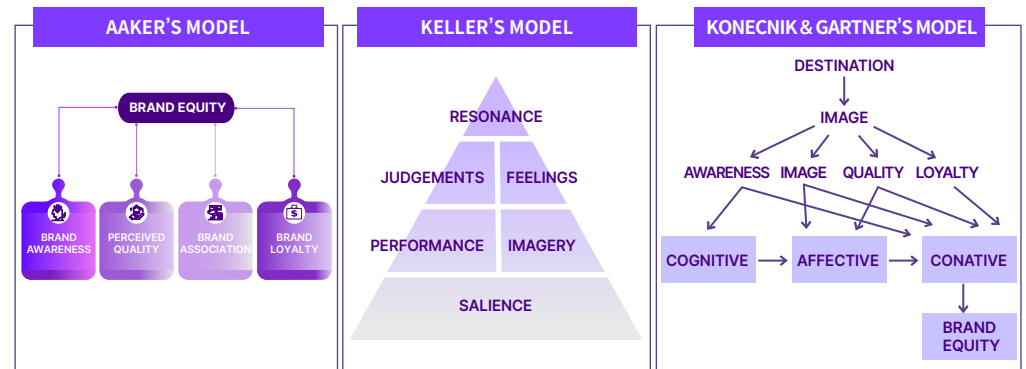 AAKER'S MODEL
BRAND EQUITY
BRAND
AWARENESS
PERCEIVED
QUALITY
BRAND
ASSOCIATION
$
BRAND
LOYALTY
KELLER'S MODEL
RESONANCE
JUDGEMENTS FEELINGS
PERFORMANCE IMAGERY
SALIENCE
KONECNIK & GARTNER'S MODEL
DESTINATION
IMAGE
AWARENESS IMAGE QUALITY LOYALTY
COGNITIVE AFFECTIVE CONATIVE
BRAND
EQUITY